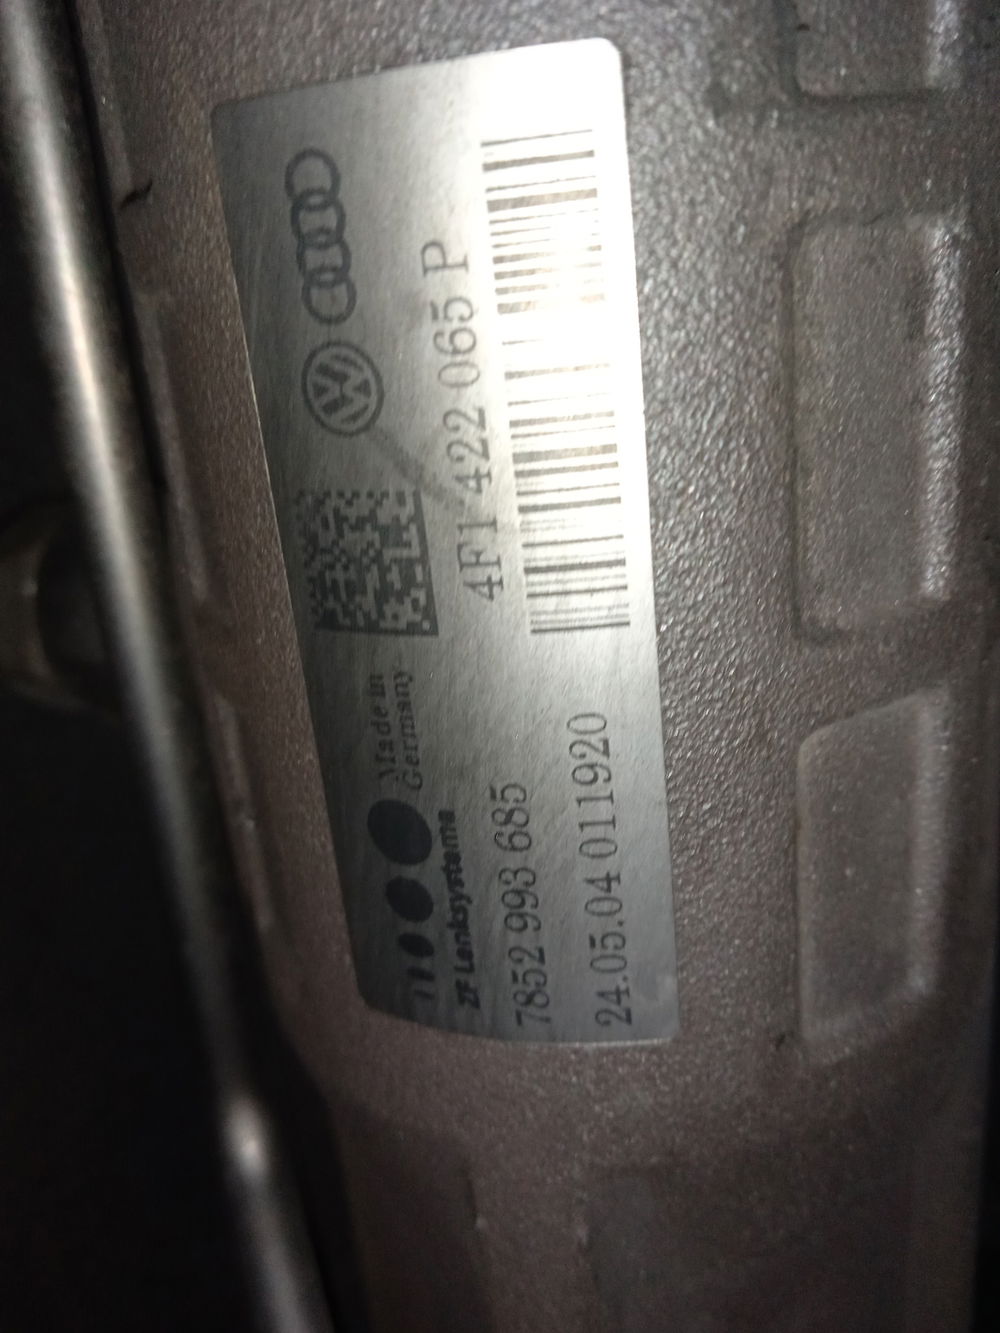 Made in
Germany
ZF Lenksysteme
4F1 422 065 P
7852 993 685
24.05.04 011920